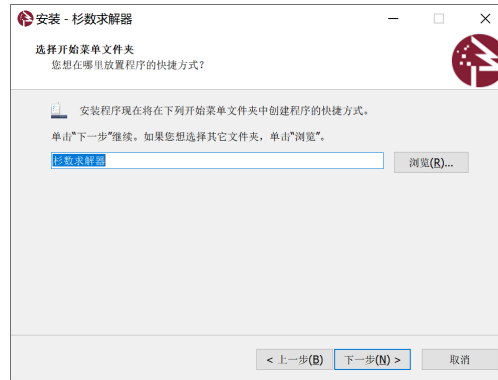 安装 - 杉数求解器
选择开始菜单文件夹
您想在哪里放置程序的快捷方式?
安装程序现在将在下列开始菜单文件夹中创建程序的快捷方式。
单击“下一步”继续。如果您想选择其它文件夹，单击“浏览”。
杉数求解器
浏览(R)...
< 上一步(B)
下一步(N) >
取消